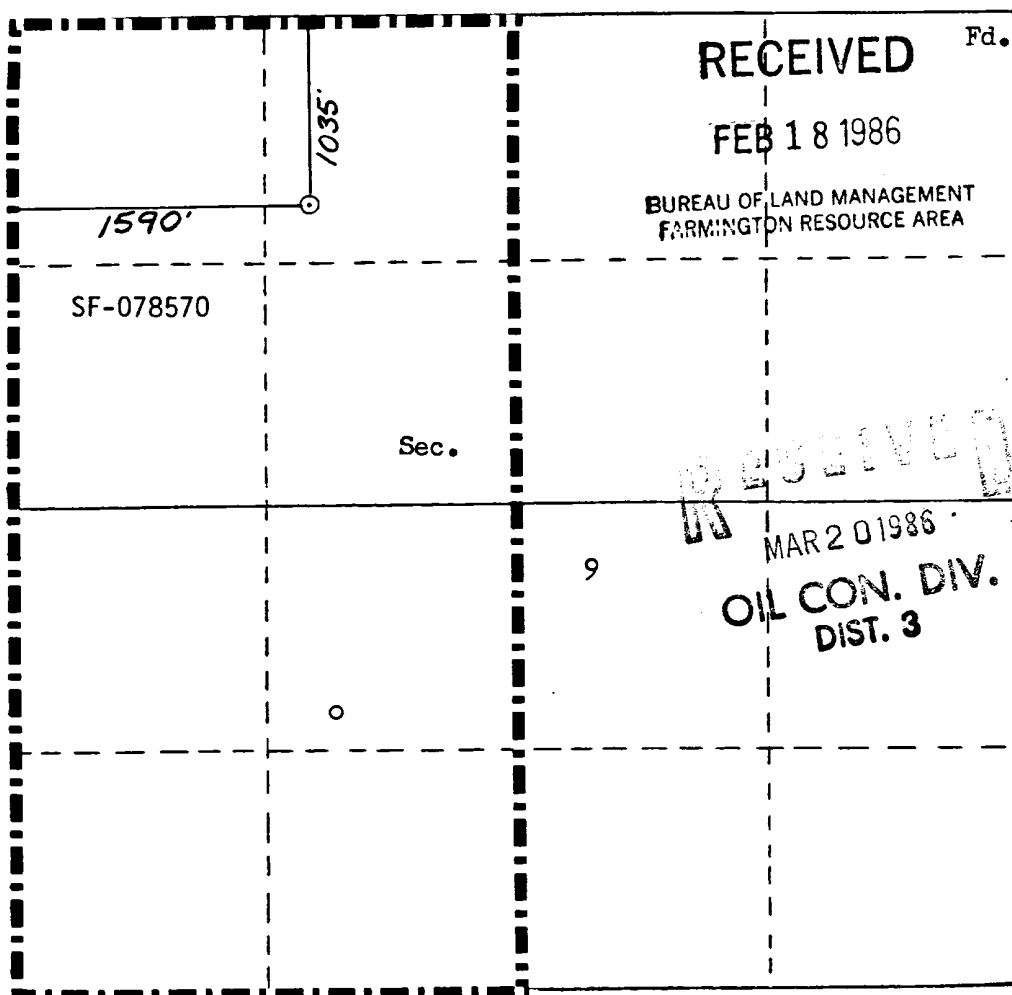 Fd.
RECEIVED
FEB 18 1986
BUREAU OF LAND MANAGEMENT
FARMINGTON RESOURCE AREA
1035'
1590'
SF-078570
Sec.
9
RECEIVED
MAR 20 1986
OIL CON. DIV.
DIST. 3